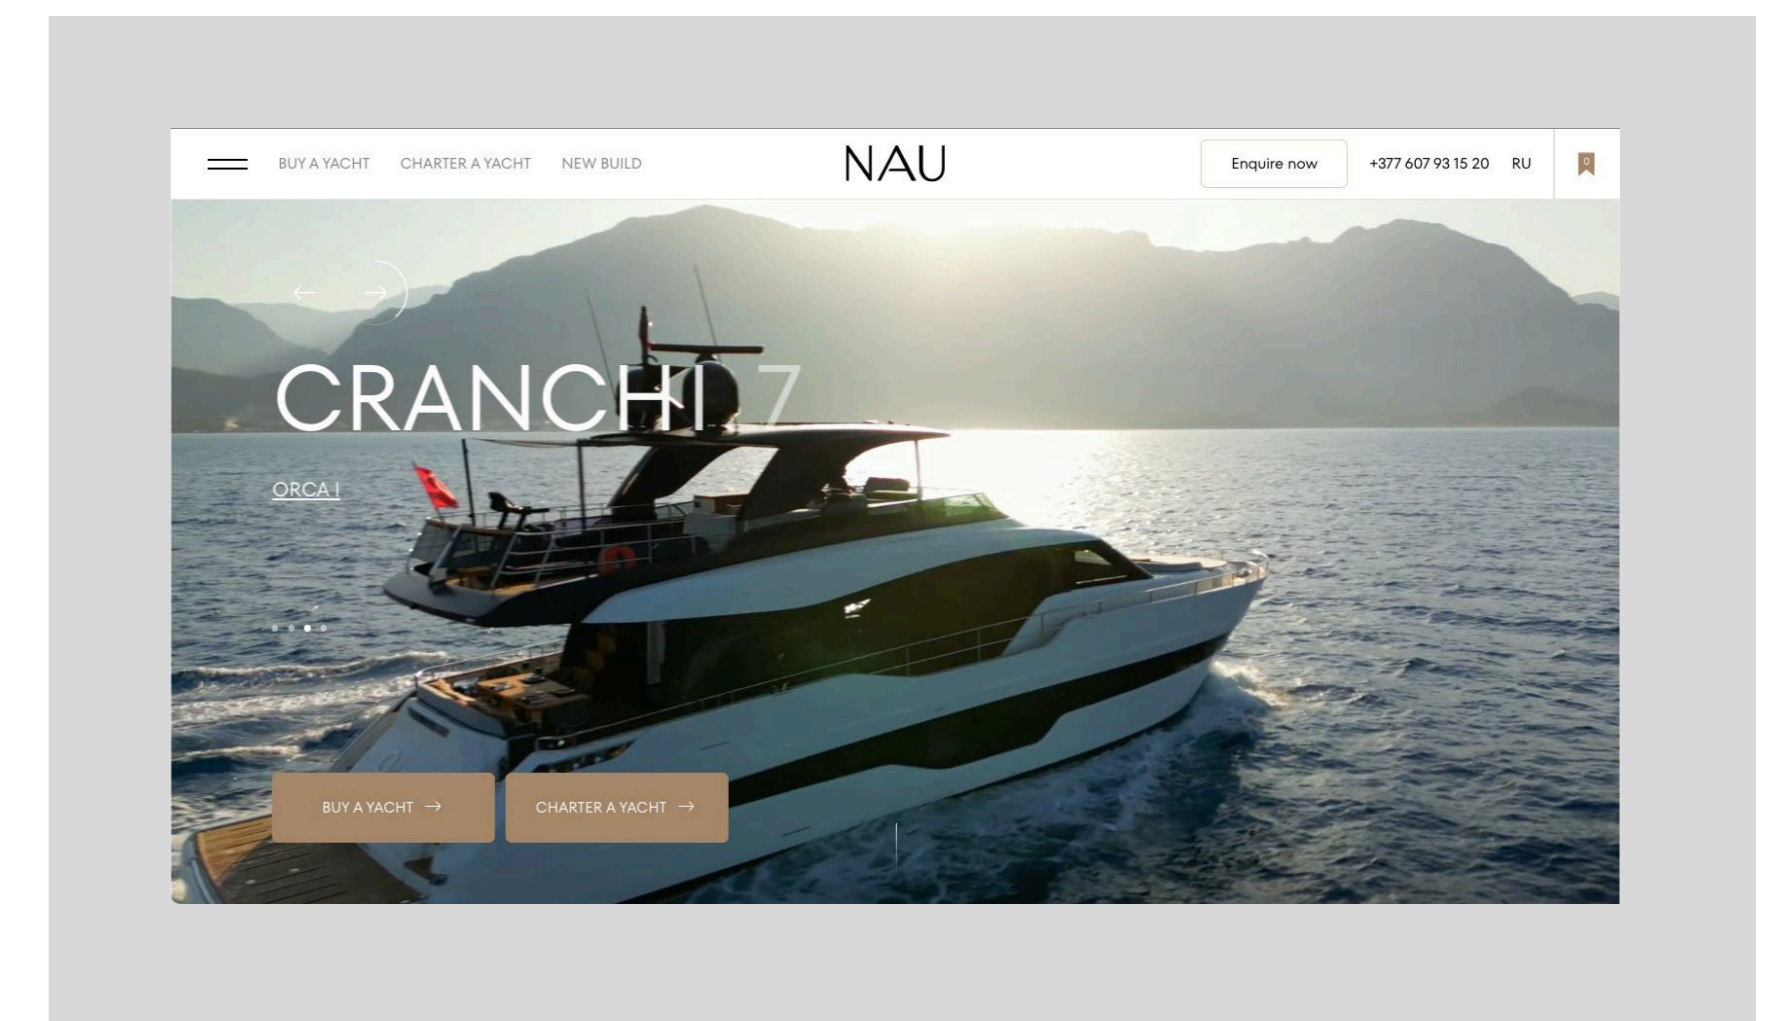 BUY A YACHT CHARTER A YACHT NEW BUILD NAU Enquire now +377 607 93 15 20 RU 0
CRANCHI 7
ORCA I
BUY A YACHT → CHARTER A YACHT →